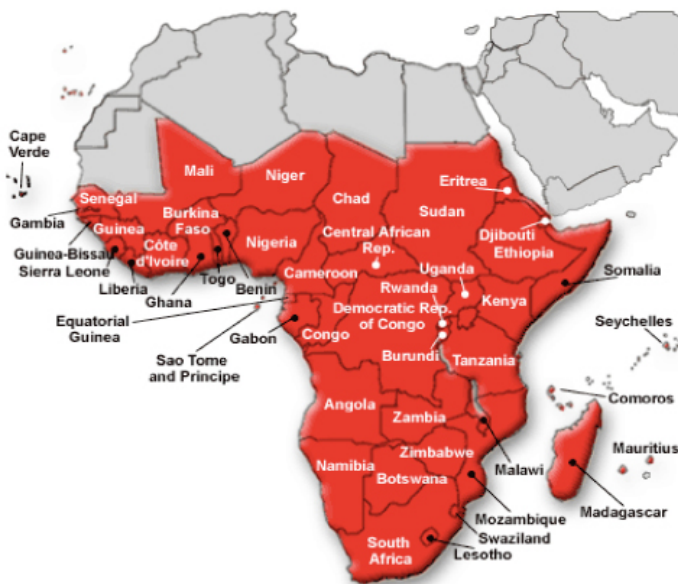 Cape
Verde
Mali
Niger
Eritrea
Senegal
Chad
Sudan
Gambia
Guinea
Burkina
Faso
Nigeria
Central African
Rep.
Djibouti
Ethiopia
Guinea-Bissau
Sierra Leone
Côte
d'Ivoire
Cameroon
Uganda
Somalia
Liberia
Togo
Benin
Ghana
Rwanda
Kenya
Democratic Rep.
of Congo
Equatorial
Guinea
Gabon
Congo
Seychelles
Burundi
Tanzania
Sao Tome
and Principe
Comoros
Angola
Zambia
Malawi
Mauritius
Zimbabwe
Namibia
Botswana
Mozambique
Madagascar
Swaziland
South
Africa
Lesotho